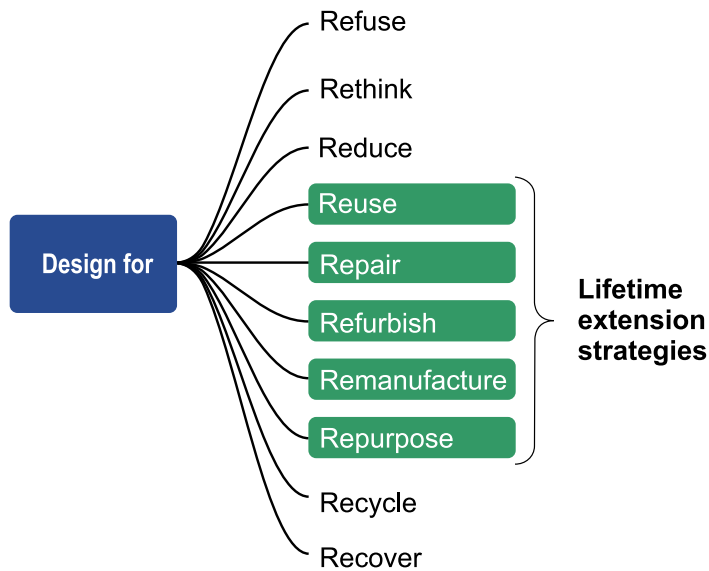 Refuse
Rethink
Reduce
Reuse
Design for
Repair
Refurbish
Remanufacture
Repurpose
Recycle
Recover
Lifetime
extension
strategies